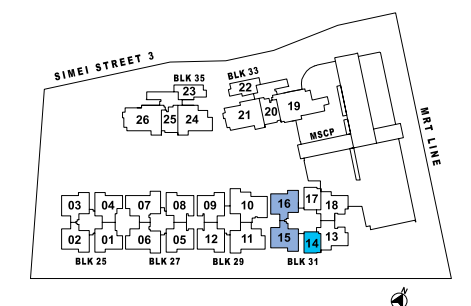 SIMEI STREET 3
BLK 35
BLK 33
23
22
26 25 24
21 20 19
MSCP
MRT LINE
03 04 07 08 09 10 16 17 18
02 01 06 05 12 11 15 14 13
BLK 25 BLK 27 BLK 29 BLK 31